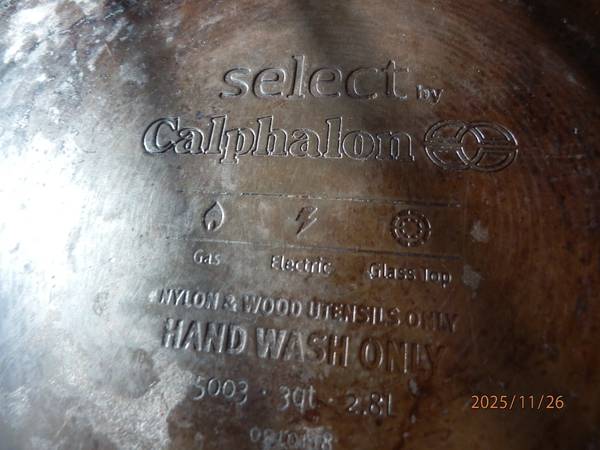 select by
Calphalon
Gas Electric Glass Top
NYLON & WOOD UTENSILS ONLY
HAND WASH ONLY
5003 · 3qt · 2.8L
2025/11/26